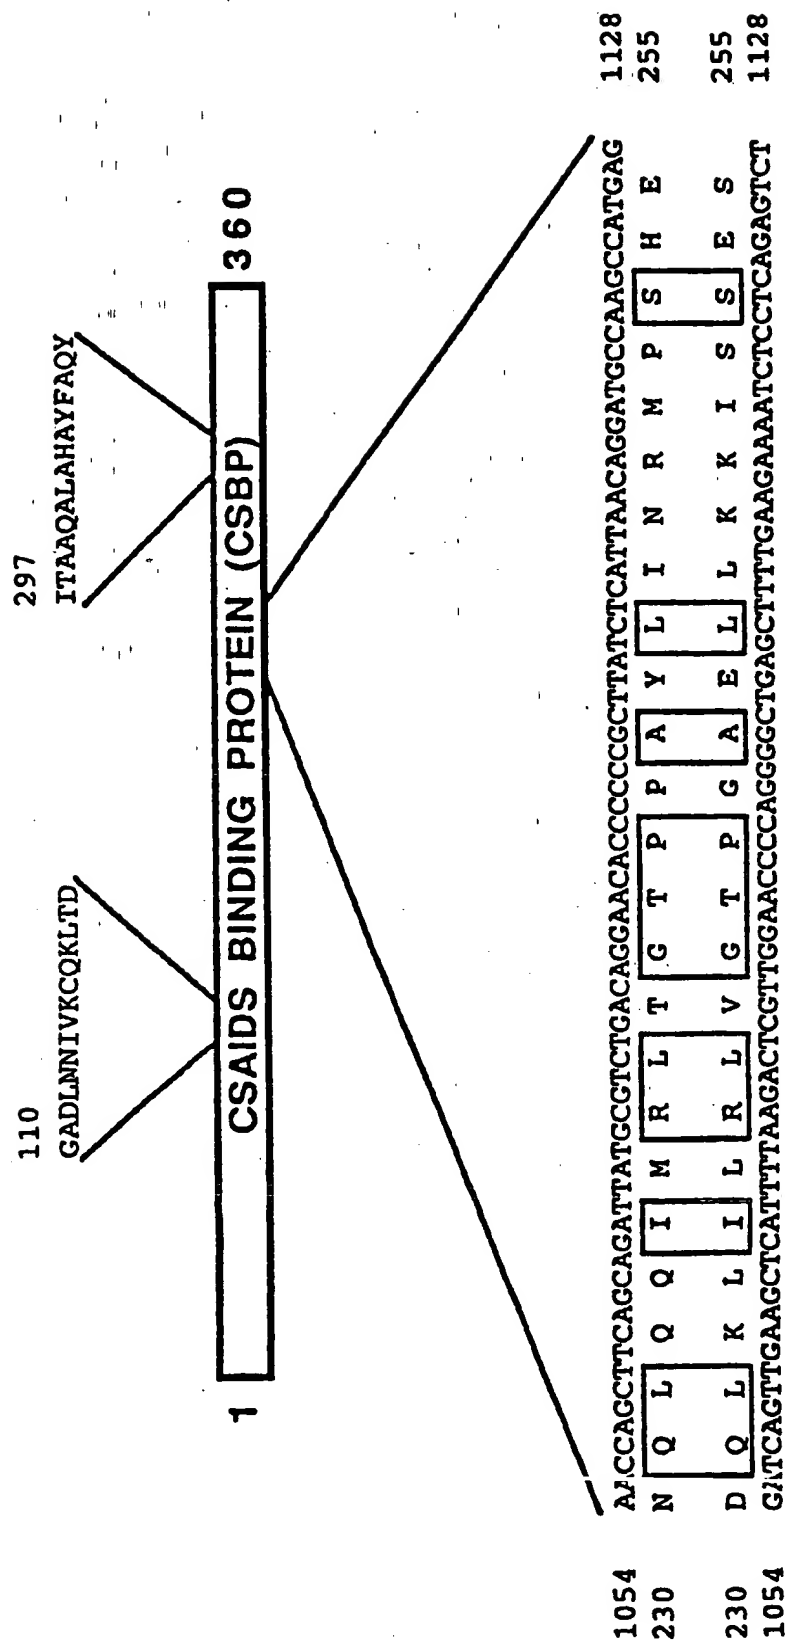 110 297
GADLNNIVKCQKLTD ITAAQALAHAYFAQY
1 CSAIDS BINDING PROTEIN (CSBP) 360
1054 AACCAGCTTCAGCAGATTATGCGTCTGACAGGAACACCCCCCGCTTATCTCATTAACAGGATGCCAAGCCATGAG 1128
230 N Q L Q Q I M R L T G T P P A Y L I N R M P S H E 255
230 D Q L K L I L R L V G T P G A E L L K K I S S E S 255
1054 GATCAGTTGAAGCTCATTTTAAGACTCGTTGGAACCCCAGGGGCTGAGCTTTTGAAGAAAATCTCCTCAGAGTCT 1128